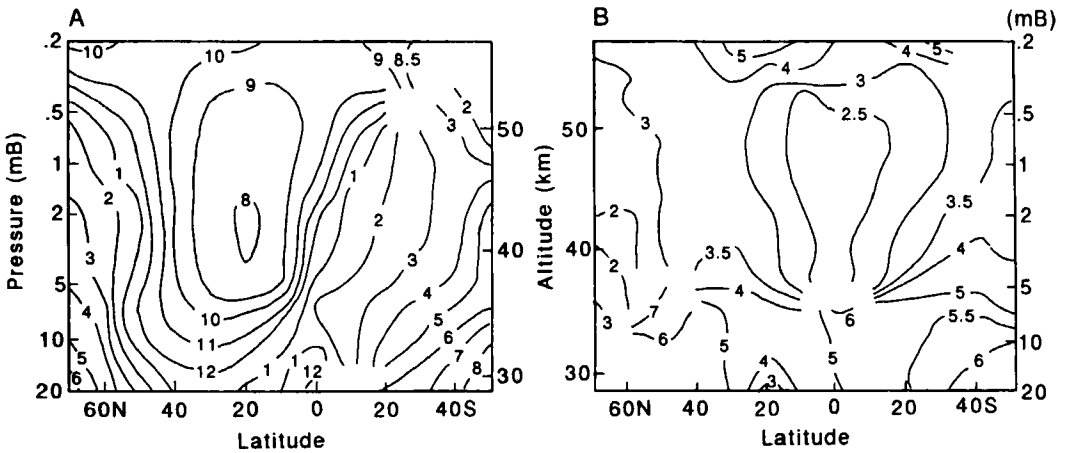 A B (mB)
.2 10 10 9 8.5 5 4 4 5 .2
9 3
.5 2 3 50 50 3 2.5 .5
Pressure (mB) 1 1 1 Altitude (km) 1
2 2 8 2 2 3.5 2
3 3 40 40 2 3.5 4
5 4 4 7 4 5 5
10 10 11 5 6 3 6 6 5.5 10
5 12 1 1 7 5 4 5 6
20 6 12 8 30 30 3 20
60N 40 20 0 20 40S 60N 40 20 0 20 40S
Latitude Latitude